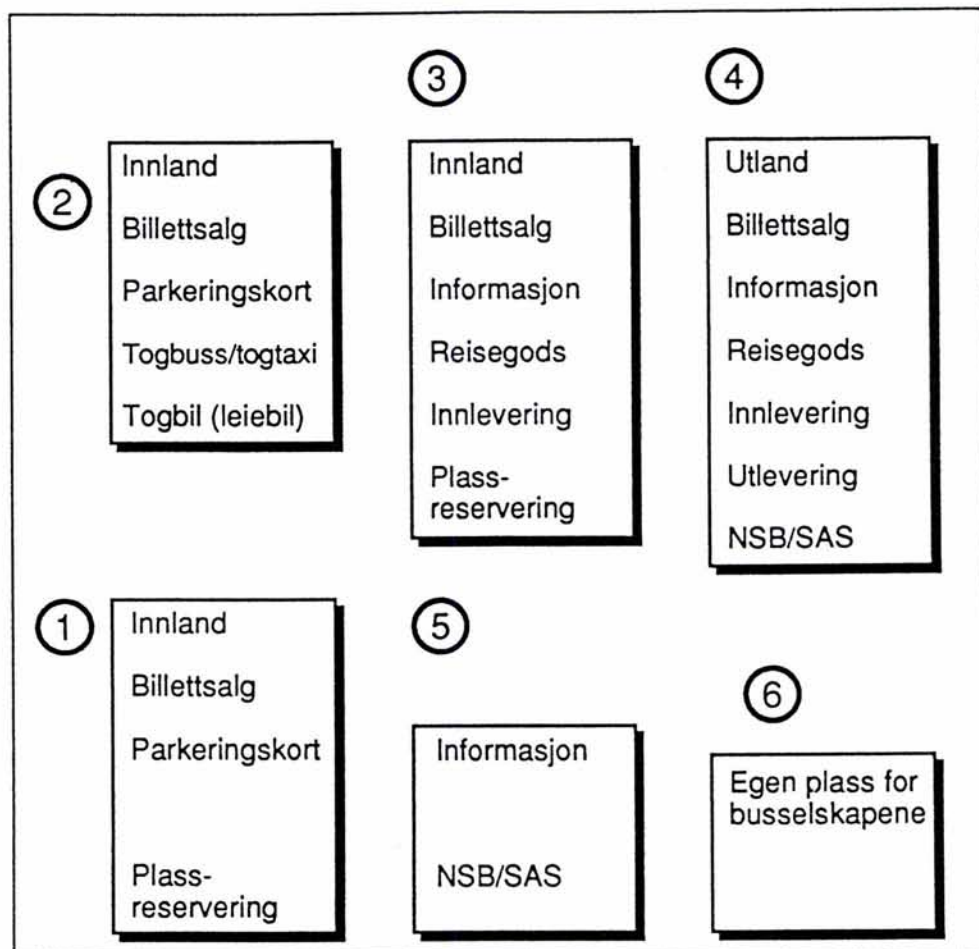 3
4
2
Innland
Billettsalg
Parkeringskort
Togbuss/togtaxi
Togbil (leiebil)
Innland
Billettsalg
Informasjon
Reisegods
Innlevering
Plass-
reservering
Utland
Billettsalg
Informasjon
Reisegods
Innlevering
Utlevering
NSB/SAS
1
Innland
Billettsalg
Parkeringskort
Plass-
reservering
5
Informasjon
NSB/SAS
6
Egen plass for
busselskapene